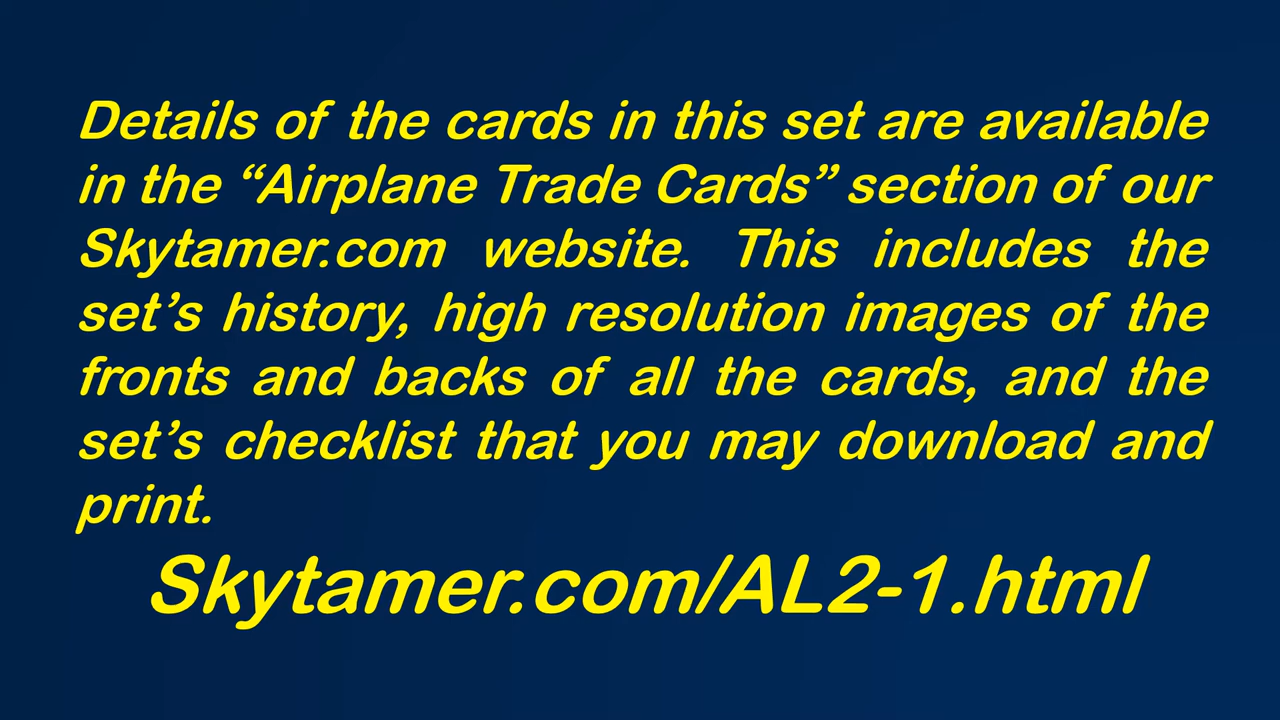 Details of the cards in this set are available
in the “Airplane Trade Cards” section of our
Skytamer.com website. This includes the
set’s history, high resolution images of the
fronts and backs of all the cards, and the
set’s checklist that you may download and
print.
Skytamer.com/AL2-1.html